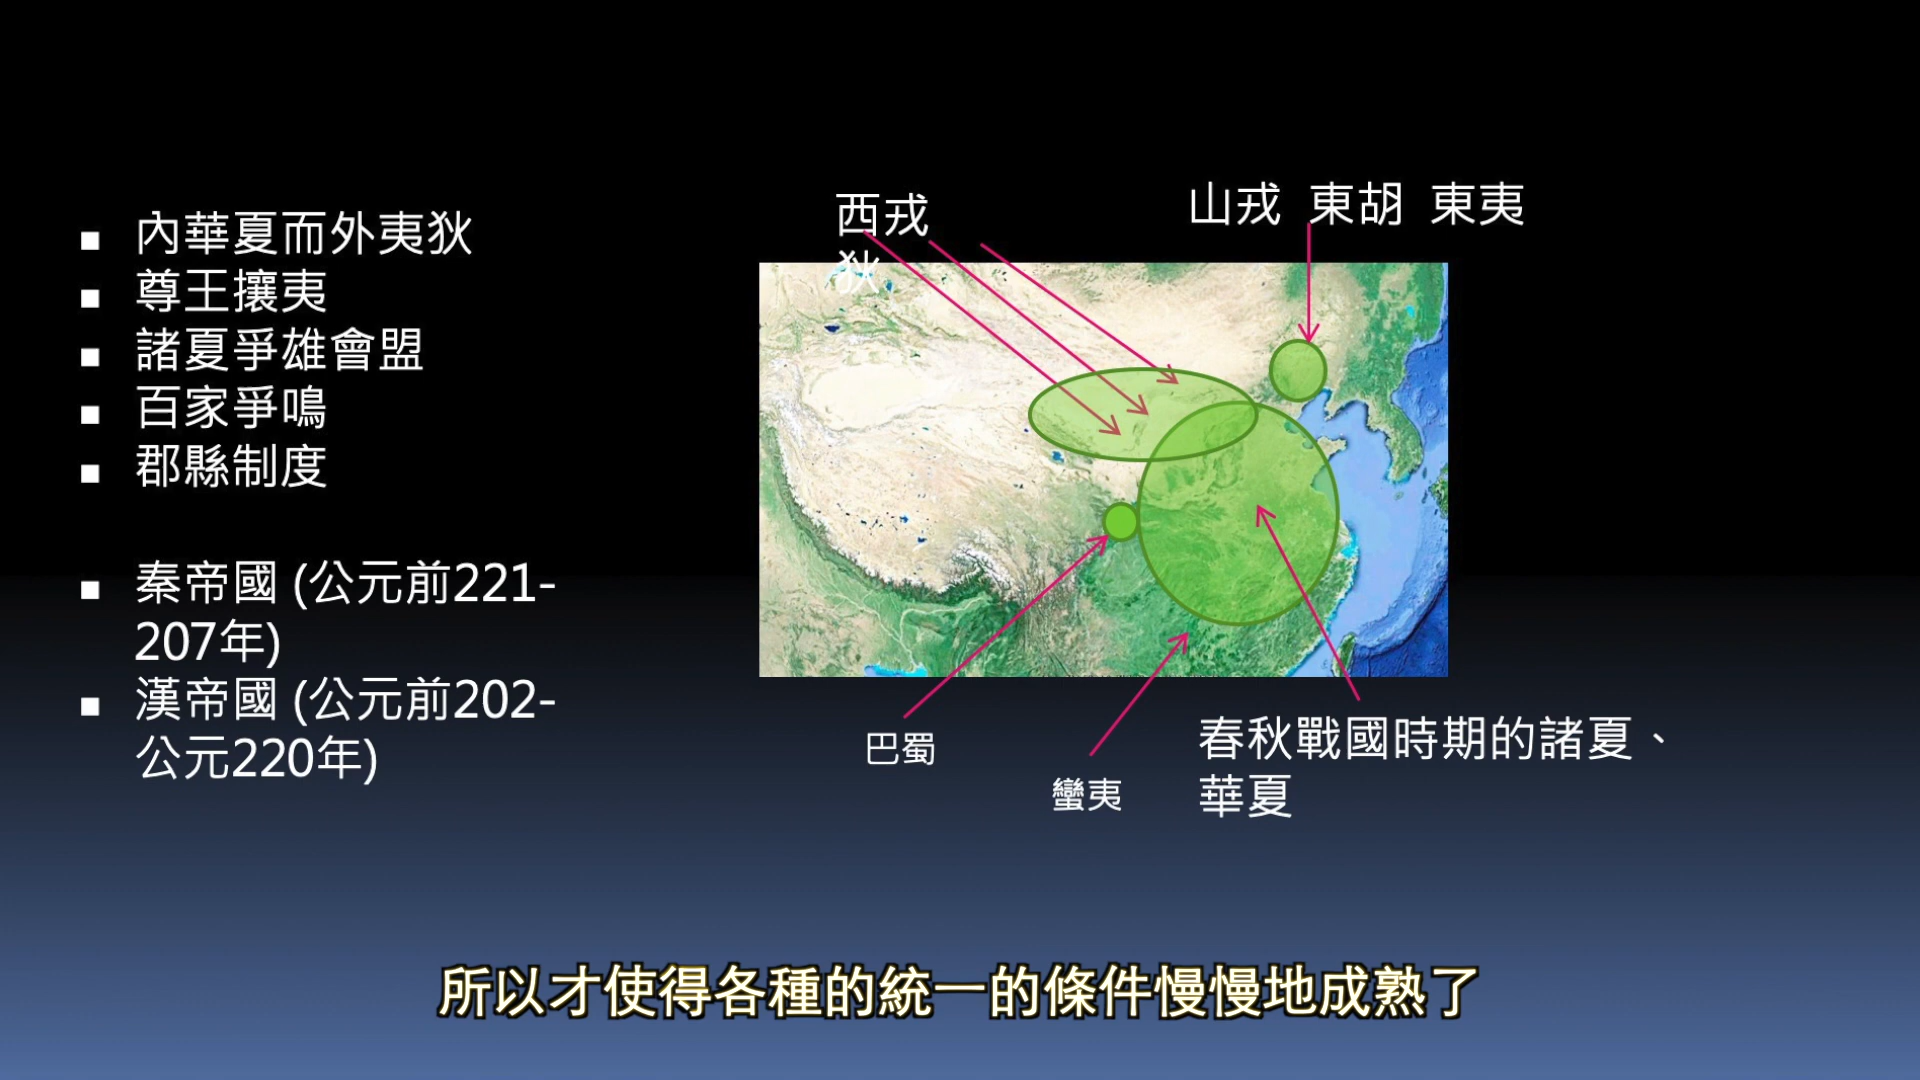 內華夏而外夷狄
尊王攘夷
諸夏爭雄會盟
百家爭鳴
郡縣制度
秦帝國 (公元前221-
207年)
漢帝國 (公元前202-
公元220年)
西戎
狄
山戎 東胡 東夷
巴蜀
蠻夷
春秋戰國時期的諸夏、
華夏
所以才使得各種的統一的條件慢慢地成熟了